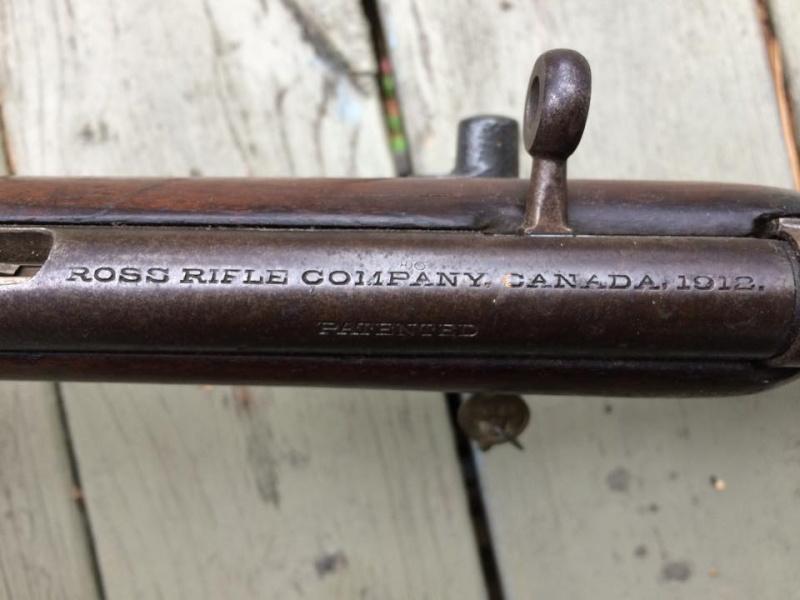 ROSS RIFLE COMPANY, CANADA, 1912.
PATENTED